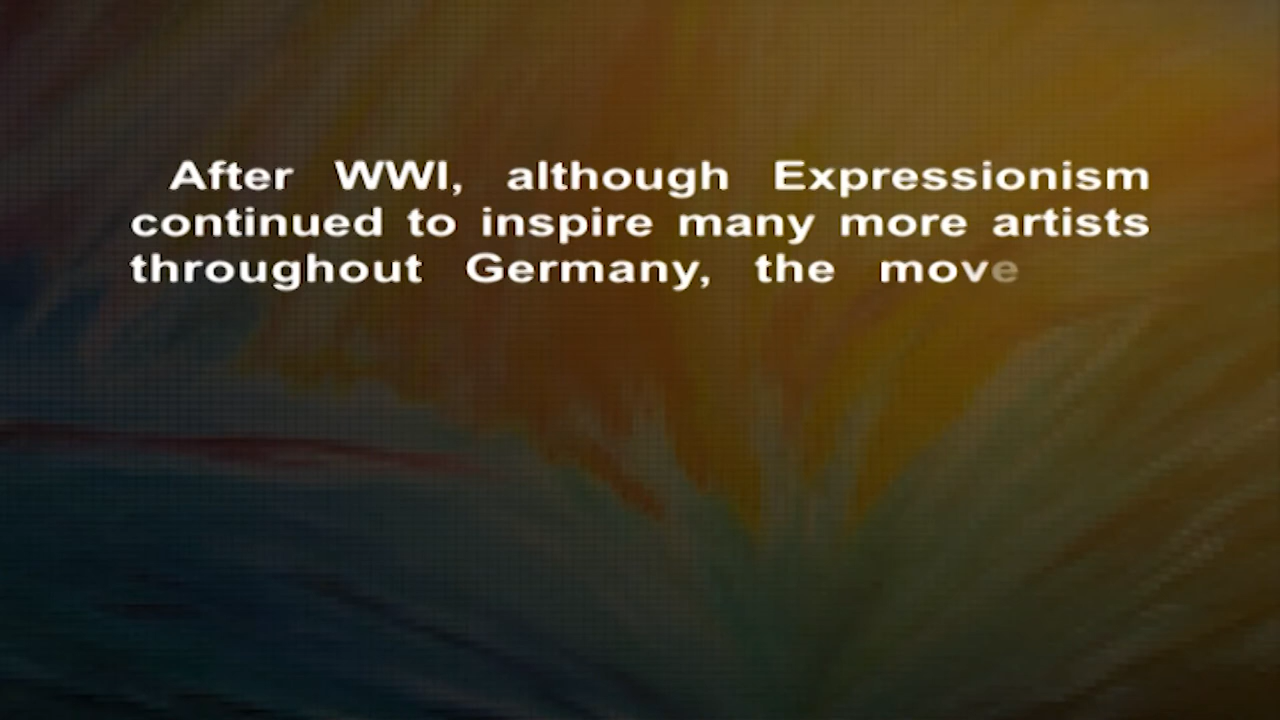 After WWI, although Expressionism
continued to inspire many more artists
throughout Germany, the move